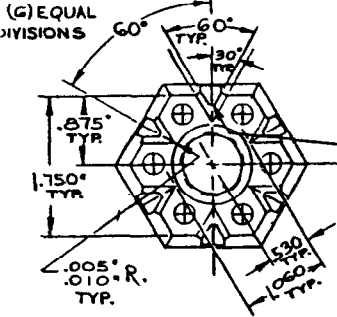 (6) EQUAL
DIVISIONS
60°
60°
TYP.
30°
TYP.
.875"
TYP.
1.750"
TYP.
.005"
.010" R.
TYP.
.530
TYP.
1.060
TYP.